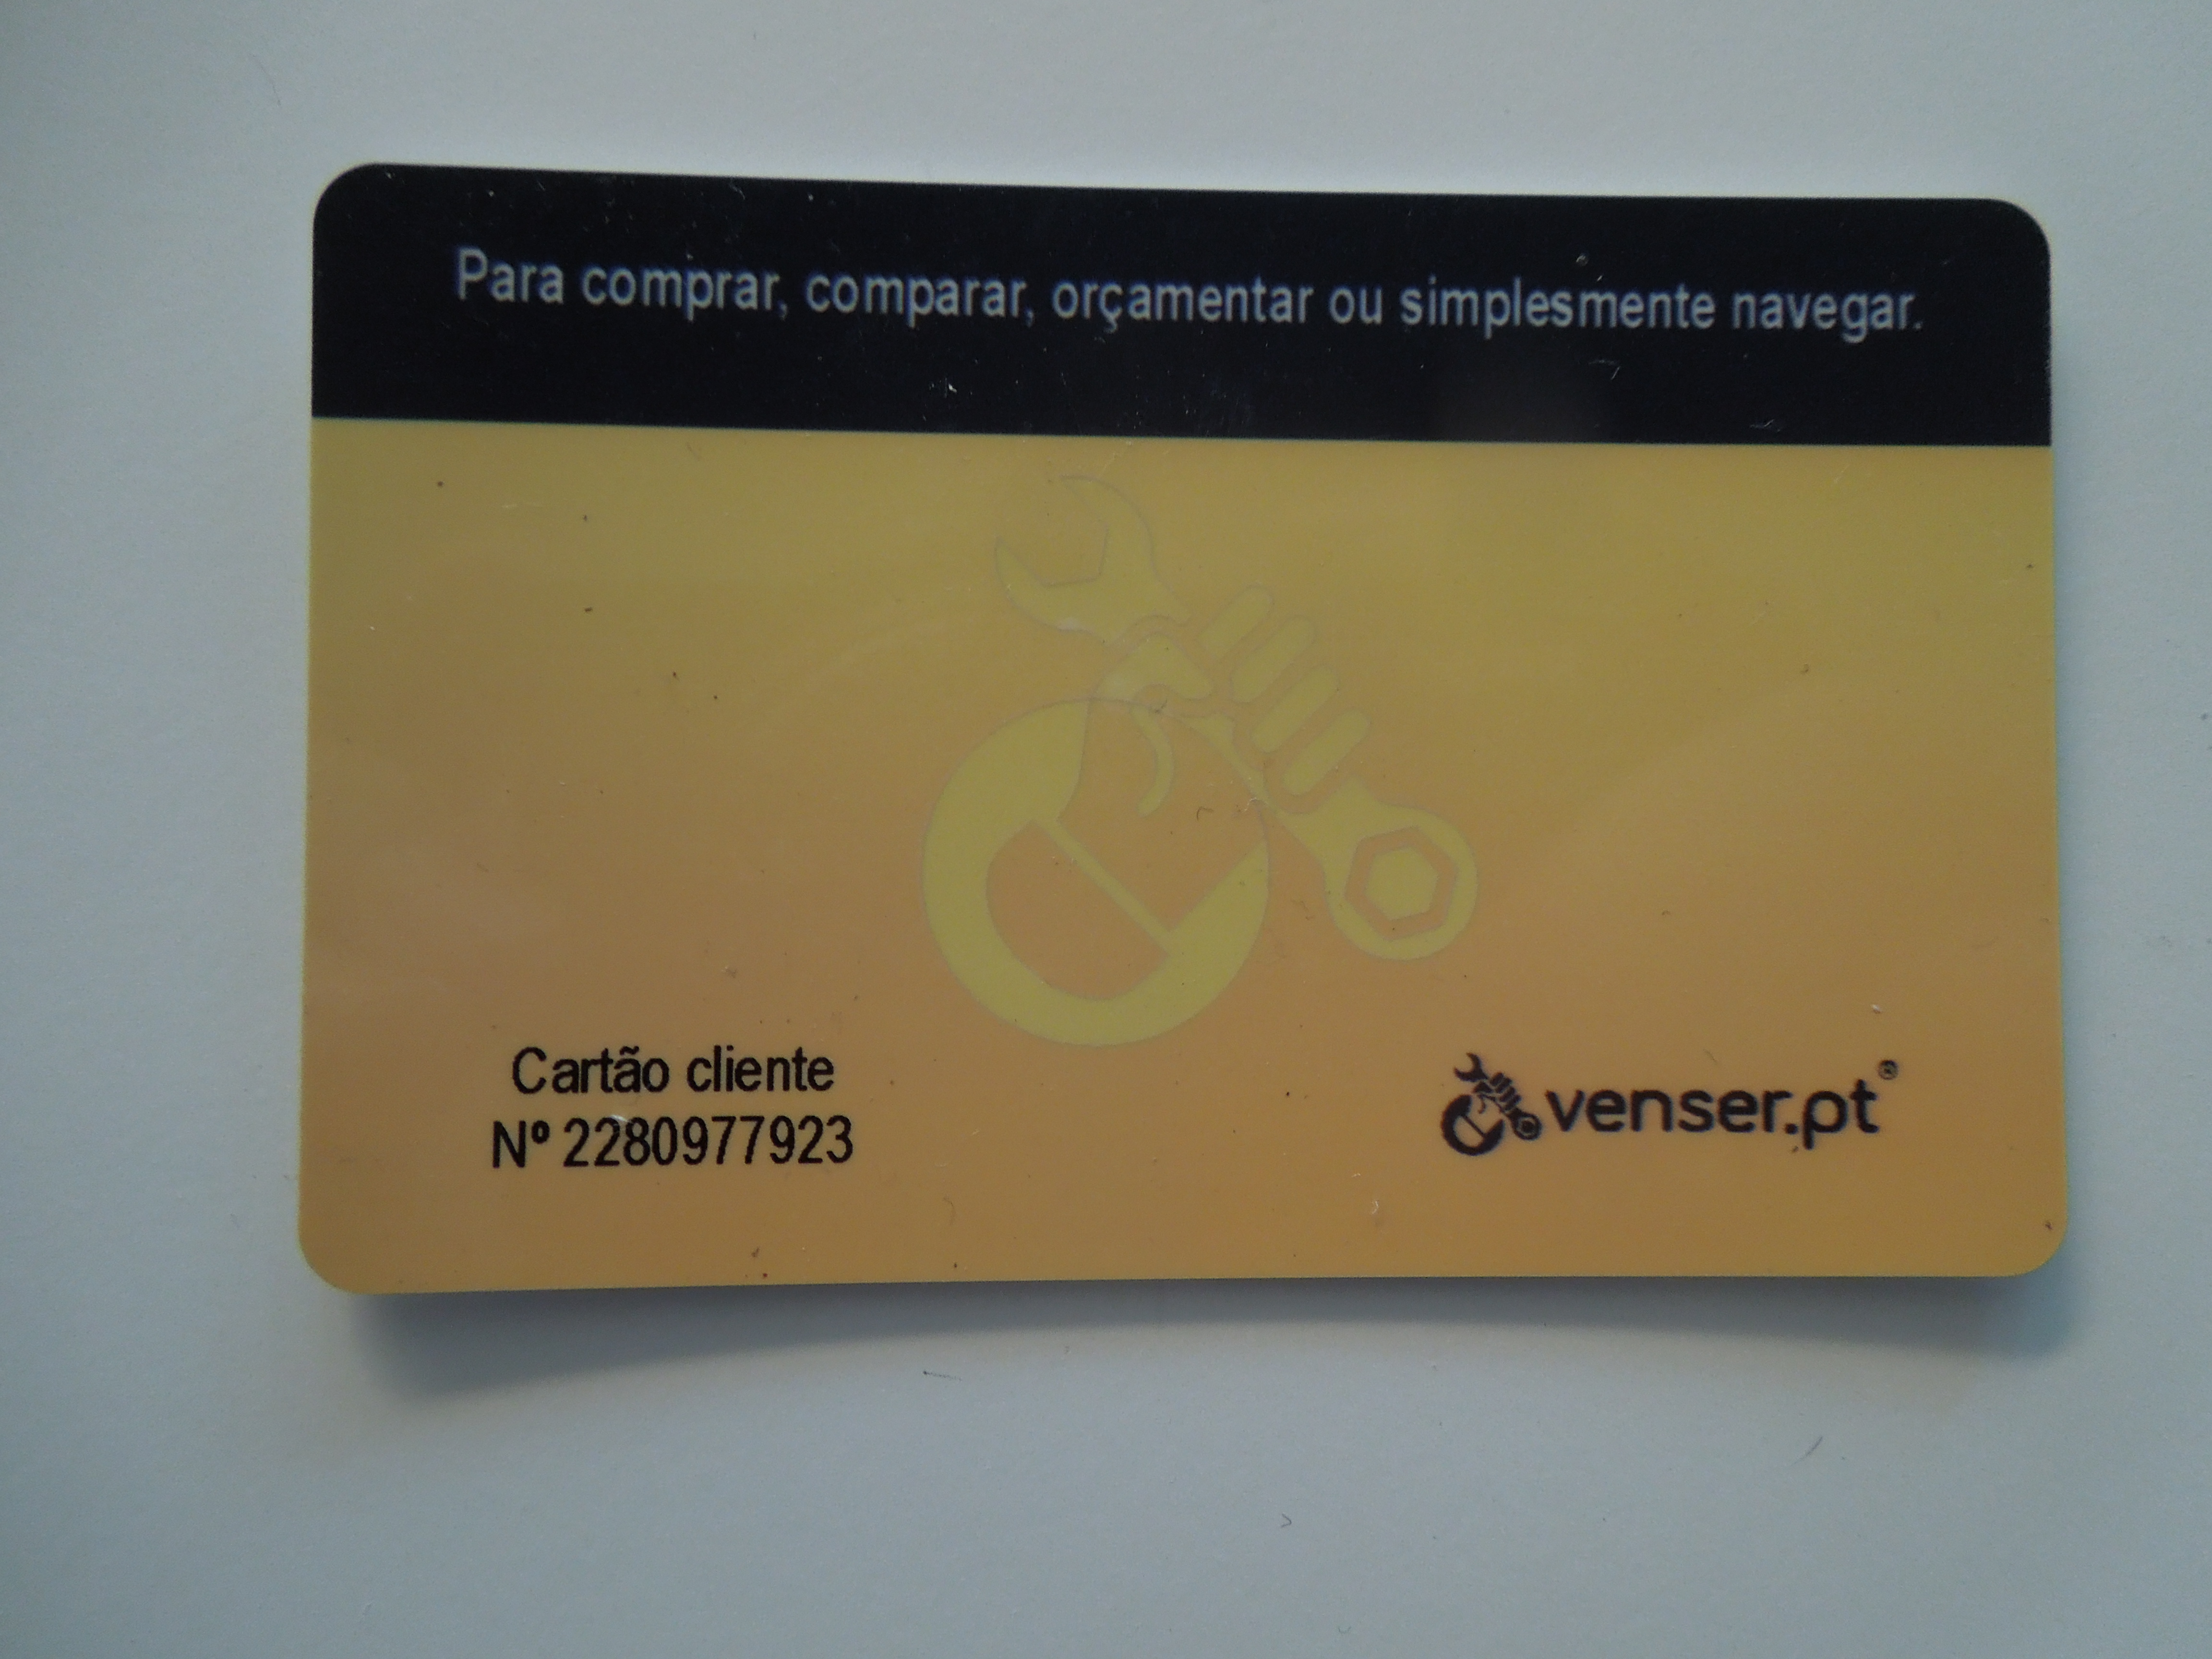 Para comprar, comparar, orçamentar ou simplesmente navegar.
Cartão cliente
Nº 2280977923
venser.pt®